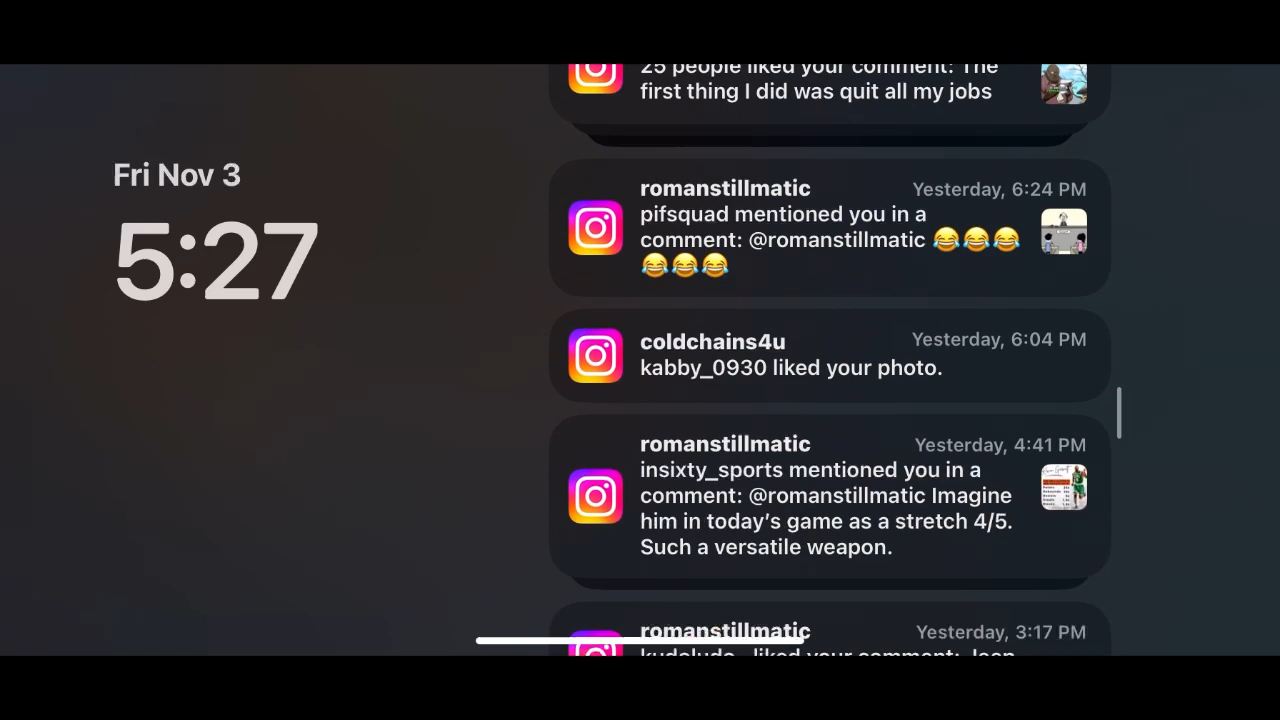 Fri Nov 3
5:27
25 people liked your comment: The
first thing I did was quit all my jobs
romanstillmatic
Yesterday, 6:24 PM
pifsquad mentioned you in a
comment: @romanstillmatic 😂😂😂
😂😂😂
coldchains4u
Yesterday, 6:04 PM
kabby_0930 liked your photo.
romanstillmatic
Yesterday, 4:41 PM
insixty_sports mentioned you in a
comment: @romanstillmatic Imagine
him in today’s game as a stretch 4/5.
Such a versatile weapon.
romanstillmatic
Yesterday, 3:17 PM
liked your comment: